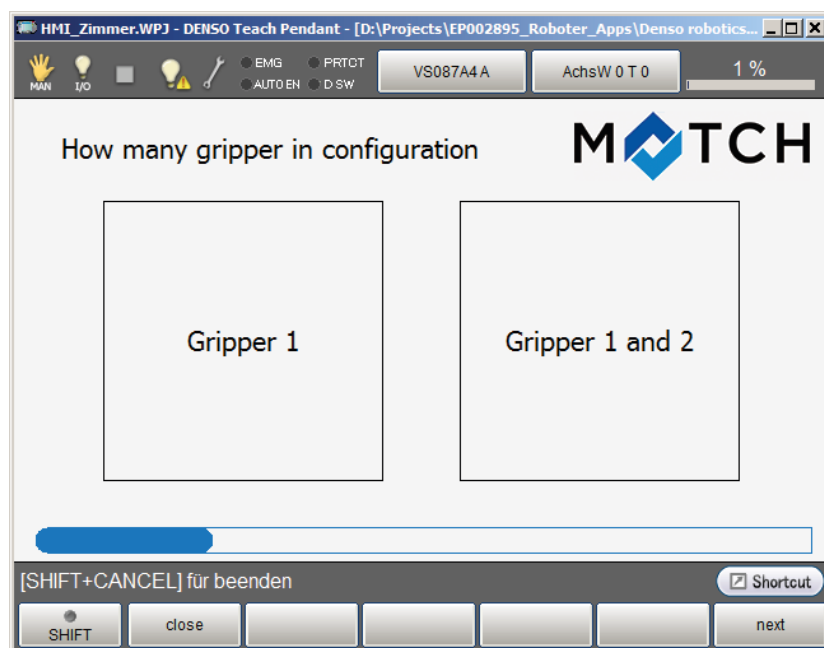 HMI_Zimmer.WPJ - DENSO Teach Pendant - [D:\Projects\EP002895_Roboter_Apps\Denso robotics...
MAN
I/O
EMG
PRTCT
AUTO EN
D SW
VS087A4 A
AchsW 0 T 0
1 %
How many gripper in configuration
MATCH
Gripper 1
Gripper 1 and 2
[SHIFT+CANCEL] für beenden
Shortcut
SHIFT
close
next